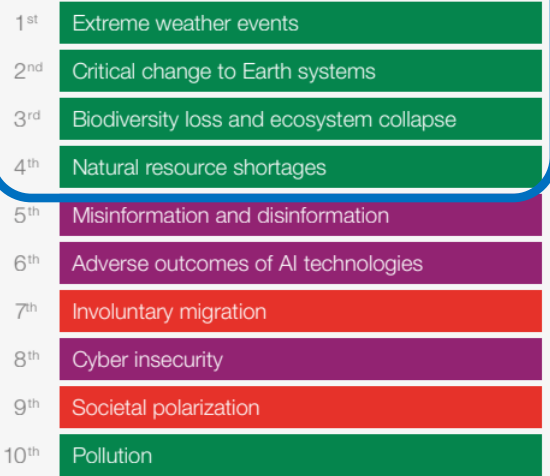 1st Extreme weather events
2nd Critical change to Earth systems
3rd Biodiversity loss and ecosystem collapse
4th Natural resource shortages
5th Misinformation and disinformation
6th Adverse outcomes of AI technologies
7th Involuntary migration
8th Cyber insecurity
9th Societal polarization
10th Pollution